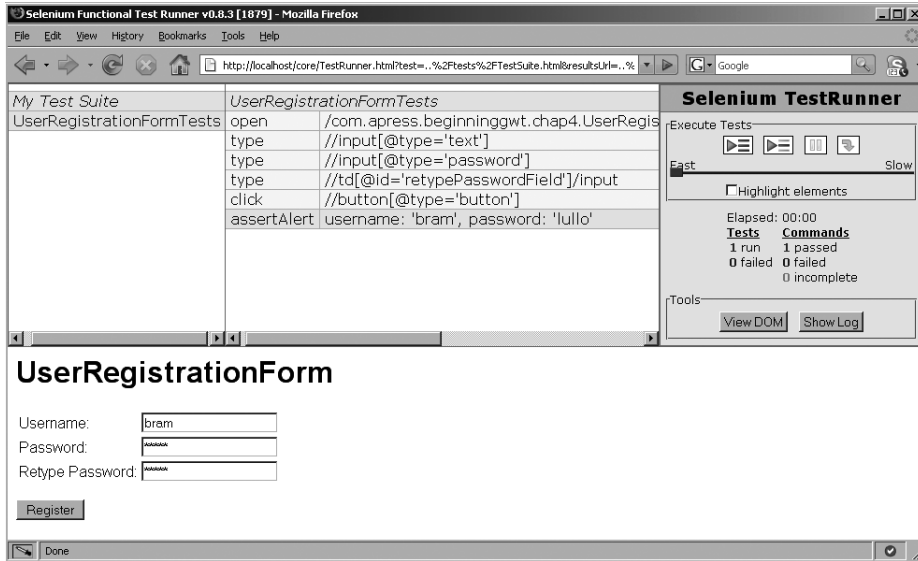 Selenium Functional Test Runner v0.8.3 [1879] - Mozilla Firefox
File Edit View History Bookmarks Tools Help
http://localhost/core/TestRunner.html?test=..%2Ftests%2FTestSuite.html&resultsUrl=..%
G Google
My Test Suite
UserRegistrationFormTests
UserRegistrationFormTests
open /com.apress.beginninggwt.chap4.UserRegis
type //input[@type='text']
type //input[@type='password']
type //td[@id='retypePasswordField']/input
click //button[@type='button']
assertAlert username: 'bram', password: 'lullo'
Selenium TestRunner
Execute Tests
Fast Slow
Highlight elements
Elapsed: 00:00
Tests Commands
1 run 1 passed
0 failed 0 failed
0 incomplete
Tools
View DOM Show Log
UserRegistrationForm
Username: bram
Password: *****
Retype Password: *****
Register
Done